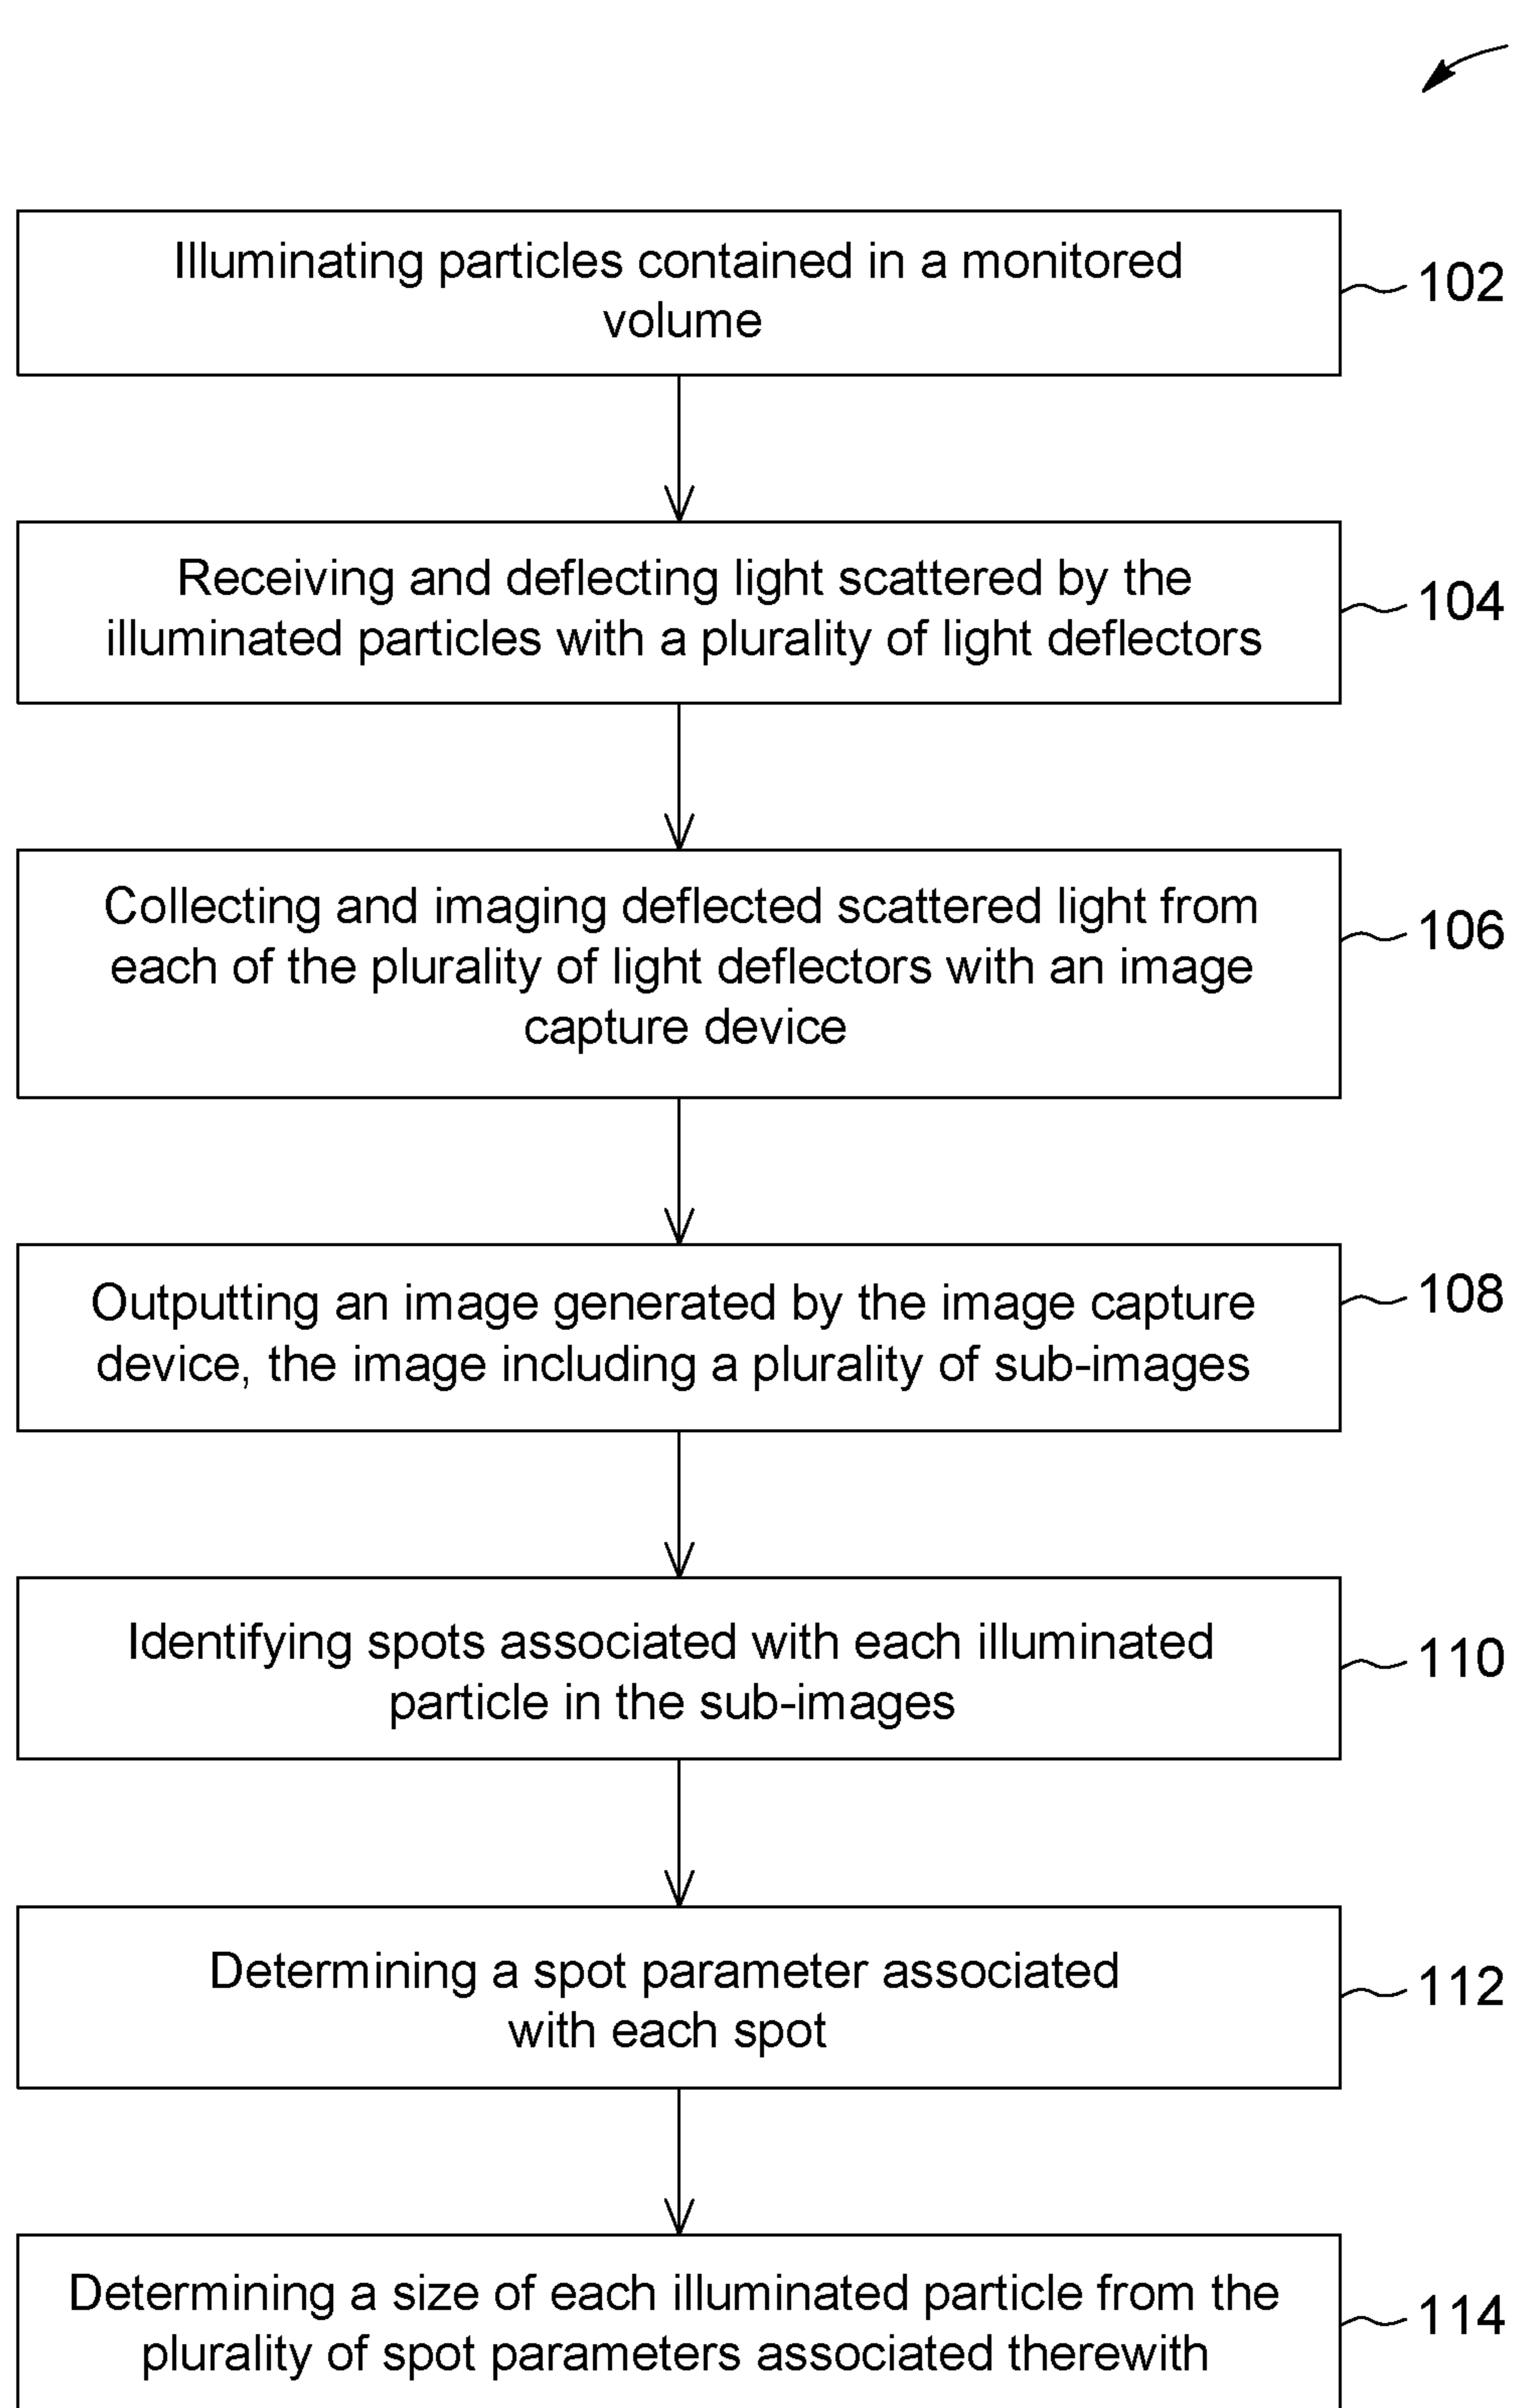 Illuminating particles contained in a monitored
volume
102
Receiving and deflecting light scattered by the
illuminated particles with a plurality of light deflectors
104
Collecting and imaging deflected scattered light from
each of the plurality of light deflectors with an image
capture device
106
Outputting an image generated by the image capture
device, the image including a plurality of sub-images
108
Identifying spots associated with each illuminated
particle in the sub-images
110
Determining a spot parameter associated
with each spot
112
Determining a size of each illuminated particle from the
plurality of spot parameters associated therewith
114